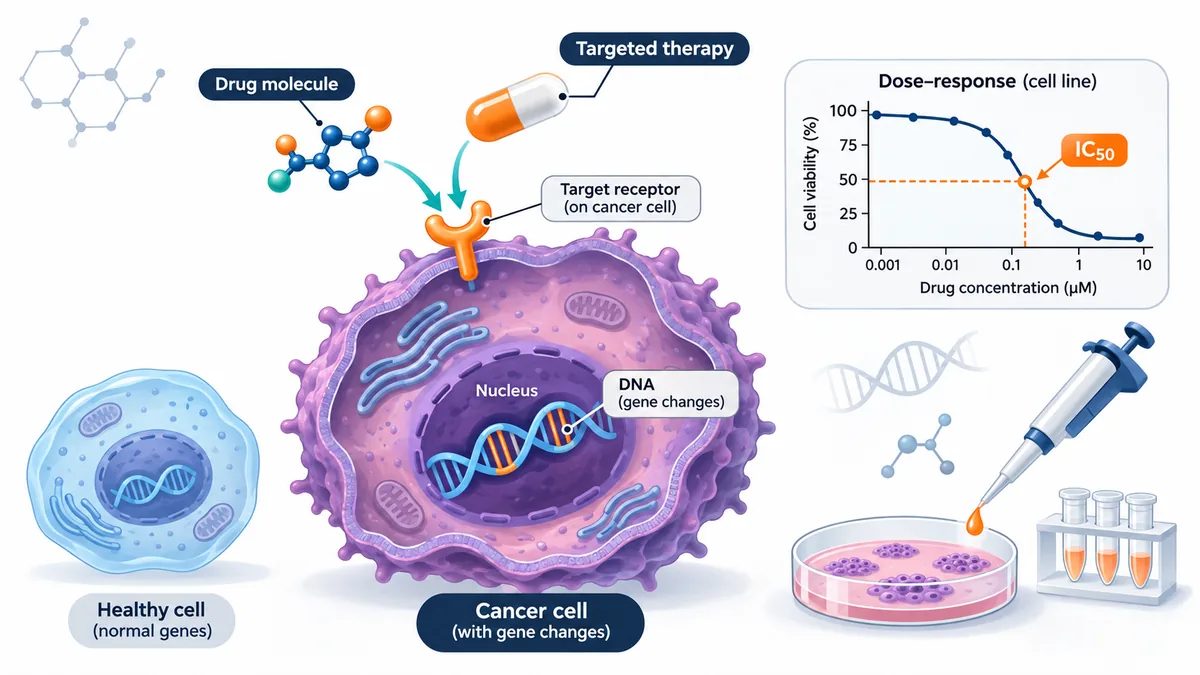 Targeted therapy
Drug molecule
Target receptor
(on cancer cell)
Nucleus
DNA
(gene changes)
Healthy cell
(normal genes)
Cancer cell
(with gene changes)
Dose–response (cell line)
Cell viability (%)
100
75
50
25
0
IC50
0.001
0.01
0.1
1
10
Drug concentration (μM)